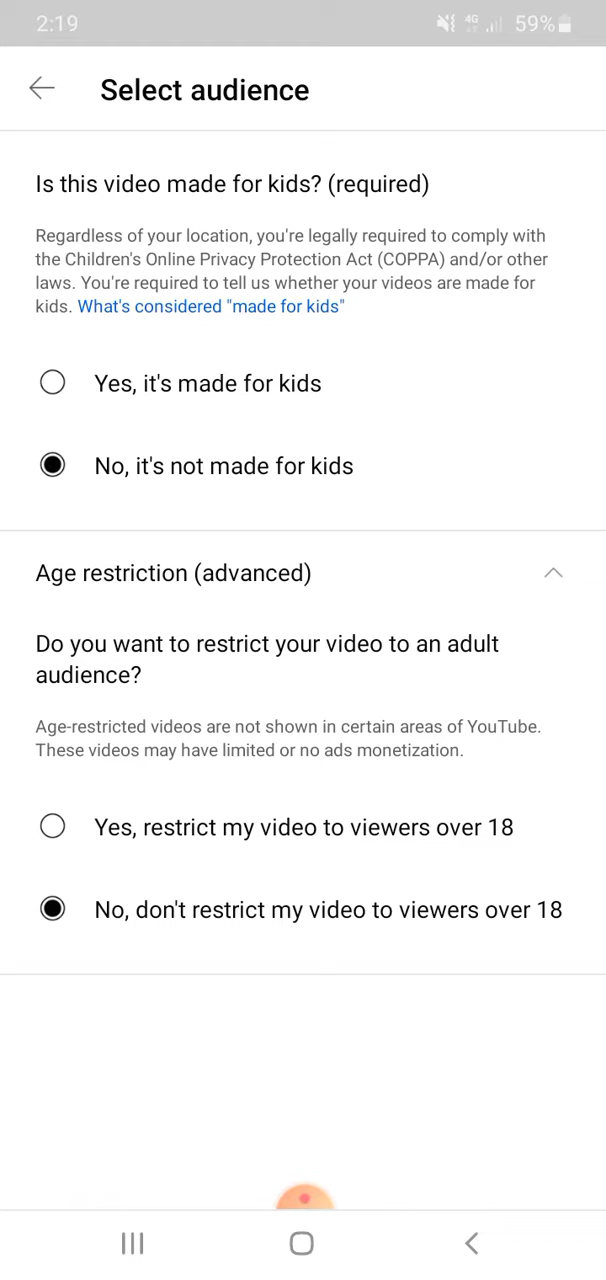 2:19 4G 59%
Select audience
Is this video made for kids? (required)
Regardless of your location, you're legally required to comply with
the Children's Online Privacy Protection Act (COPPA) and/or other
laws. You're required to tell us whether your videos are made for
kids. What's considered "made for kids"
Yes, it's made for kids
No, it's not made for kids
Age restriction (advanced)
Do you want to restrict your video to an adult
audience?
Age-restricted videos are not shown in certain areas of YouTube.
These videos may have limited or no ads monetization.
Yes, restrict my video to viewers over 18
No, don't restrict my video to viewers over 18